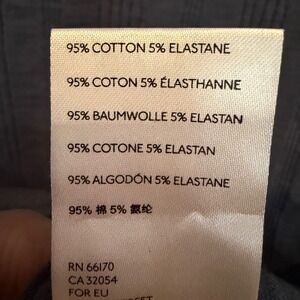 95% COTTON 5% ELASTANE
95% COTON 5% ÉLASTHANNE
95% BAUMWOLLE 5% ELASTAN
95% COTONE 5% ELASTAN
95% ALGODÓN 5% ELASTANE
95% 棉 5% 氨纶
RN 66170
CA 32054
FOR EU